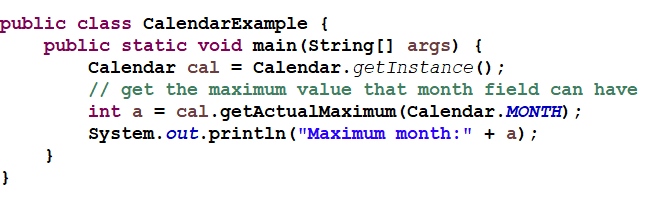 public class CalendarExample {
    public static void main(String[] args) {
        Calendar cal = Calendar.getInstance();
        // get the maximum value that month field can have
        int a = cal.getActualMaximum(Calendar.MONTH);
        System.out.println("Maximum month:" + a);
    }
}